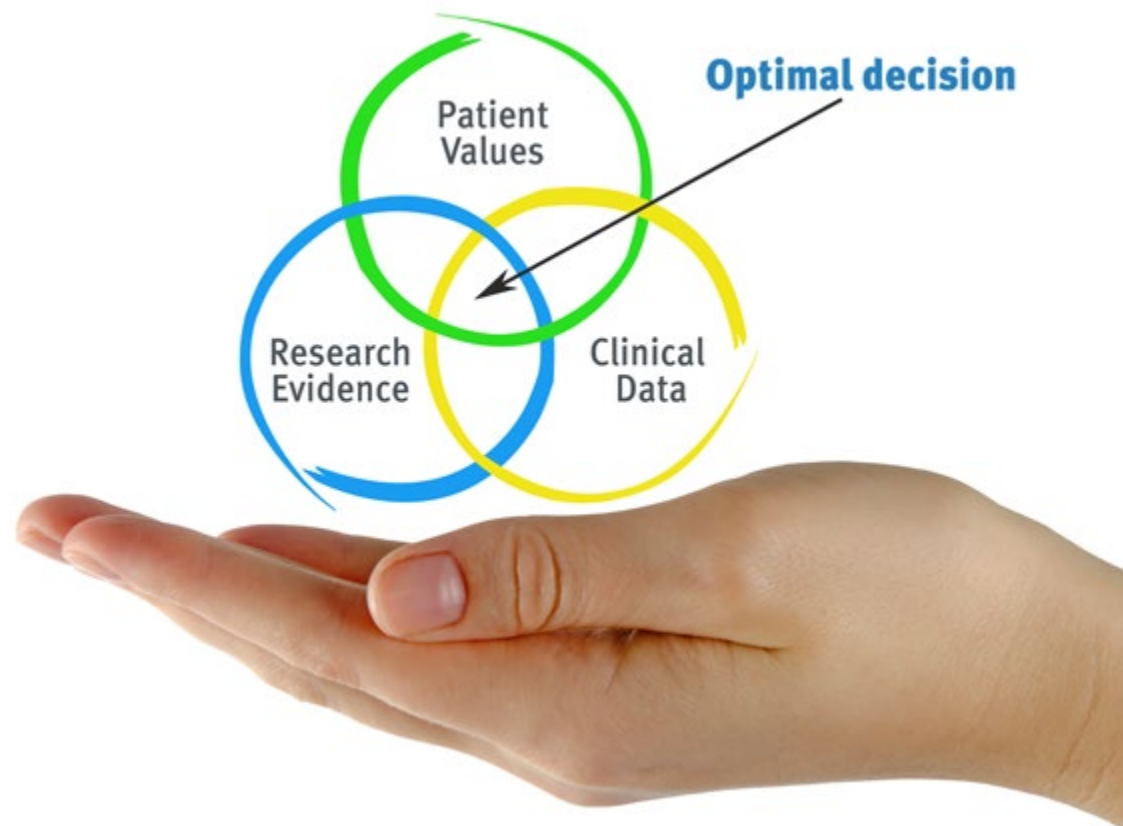 Optimal decision
Patient
Values
Research
Evidence
Clinical
Data